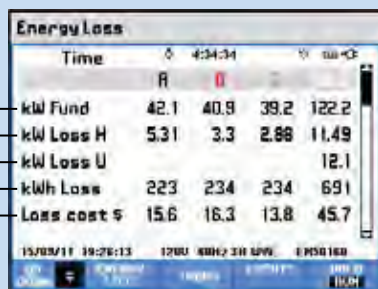 Energy Loss
Time 4:34:34
A B
kW Fund 42.1 40.9 39.2 122.2
kW Loss H 5.31 3.3 2.86 11.49
kW Loss U 12.1
kWh Loss 223 234 234 691
Loss cost $ 15.6 16.3 13.8 45.7
15/09/11 19:26:13 120V 60Hz 3Ø WYE EN50160
RUN